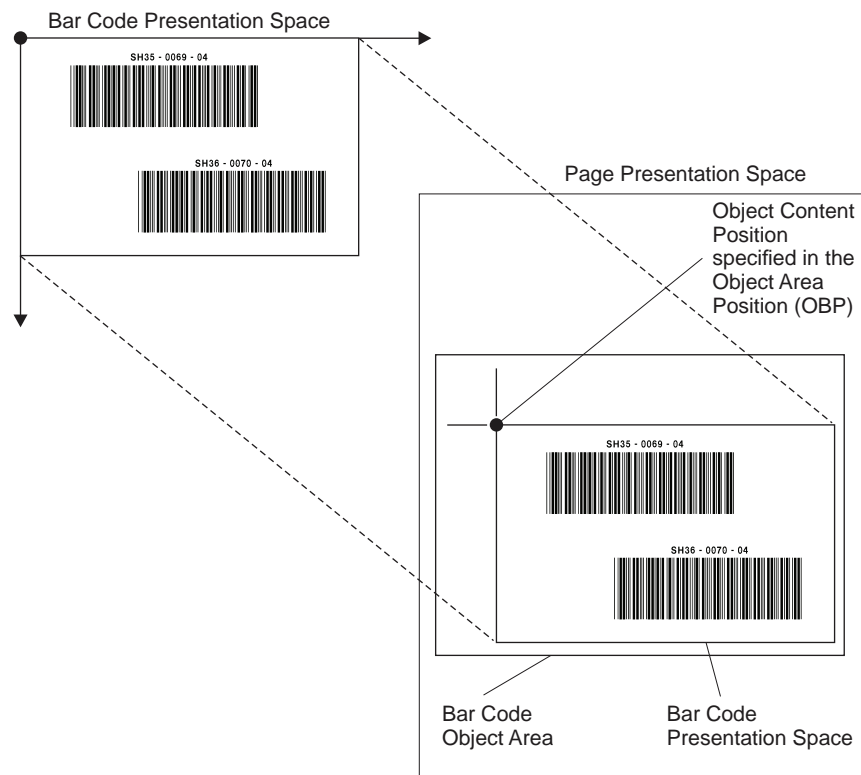 Bar Code Presentation Space
SH35 - 0069 - 04
SH36 - 0070 - 04
Page Presentation Space
Object Content
Position
specified in the
Object Area
Position (OBP)
SH35 - 0069 - 04
SH36 - 0070 - 04
Bar Code
Object Area
Bar Code
Presentation Space